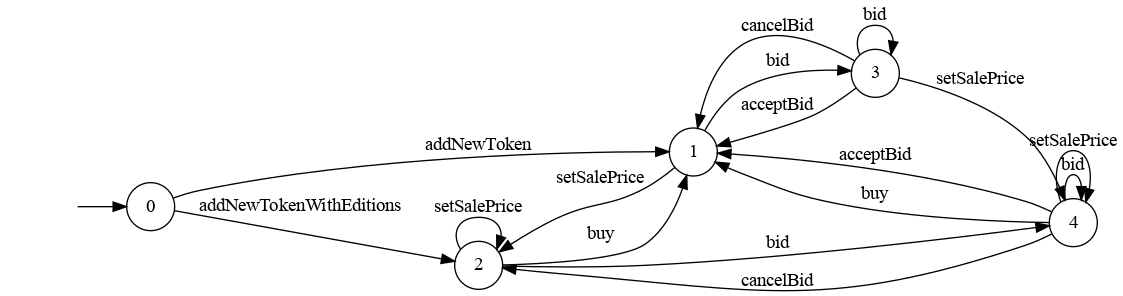 bid
cancelBid
bid
3
setSalePrice
acceptBid
addNewToken
1
setSalePrice
acceptBid
bid
setSalePrice
buy
0
addNewTokenWithEditions
setSalePrice
4
buy
bid
2
cancelBid